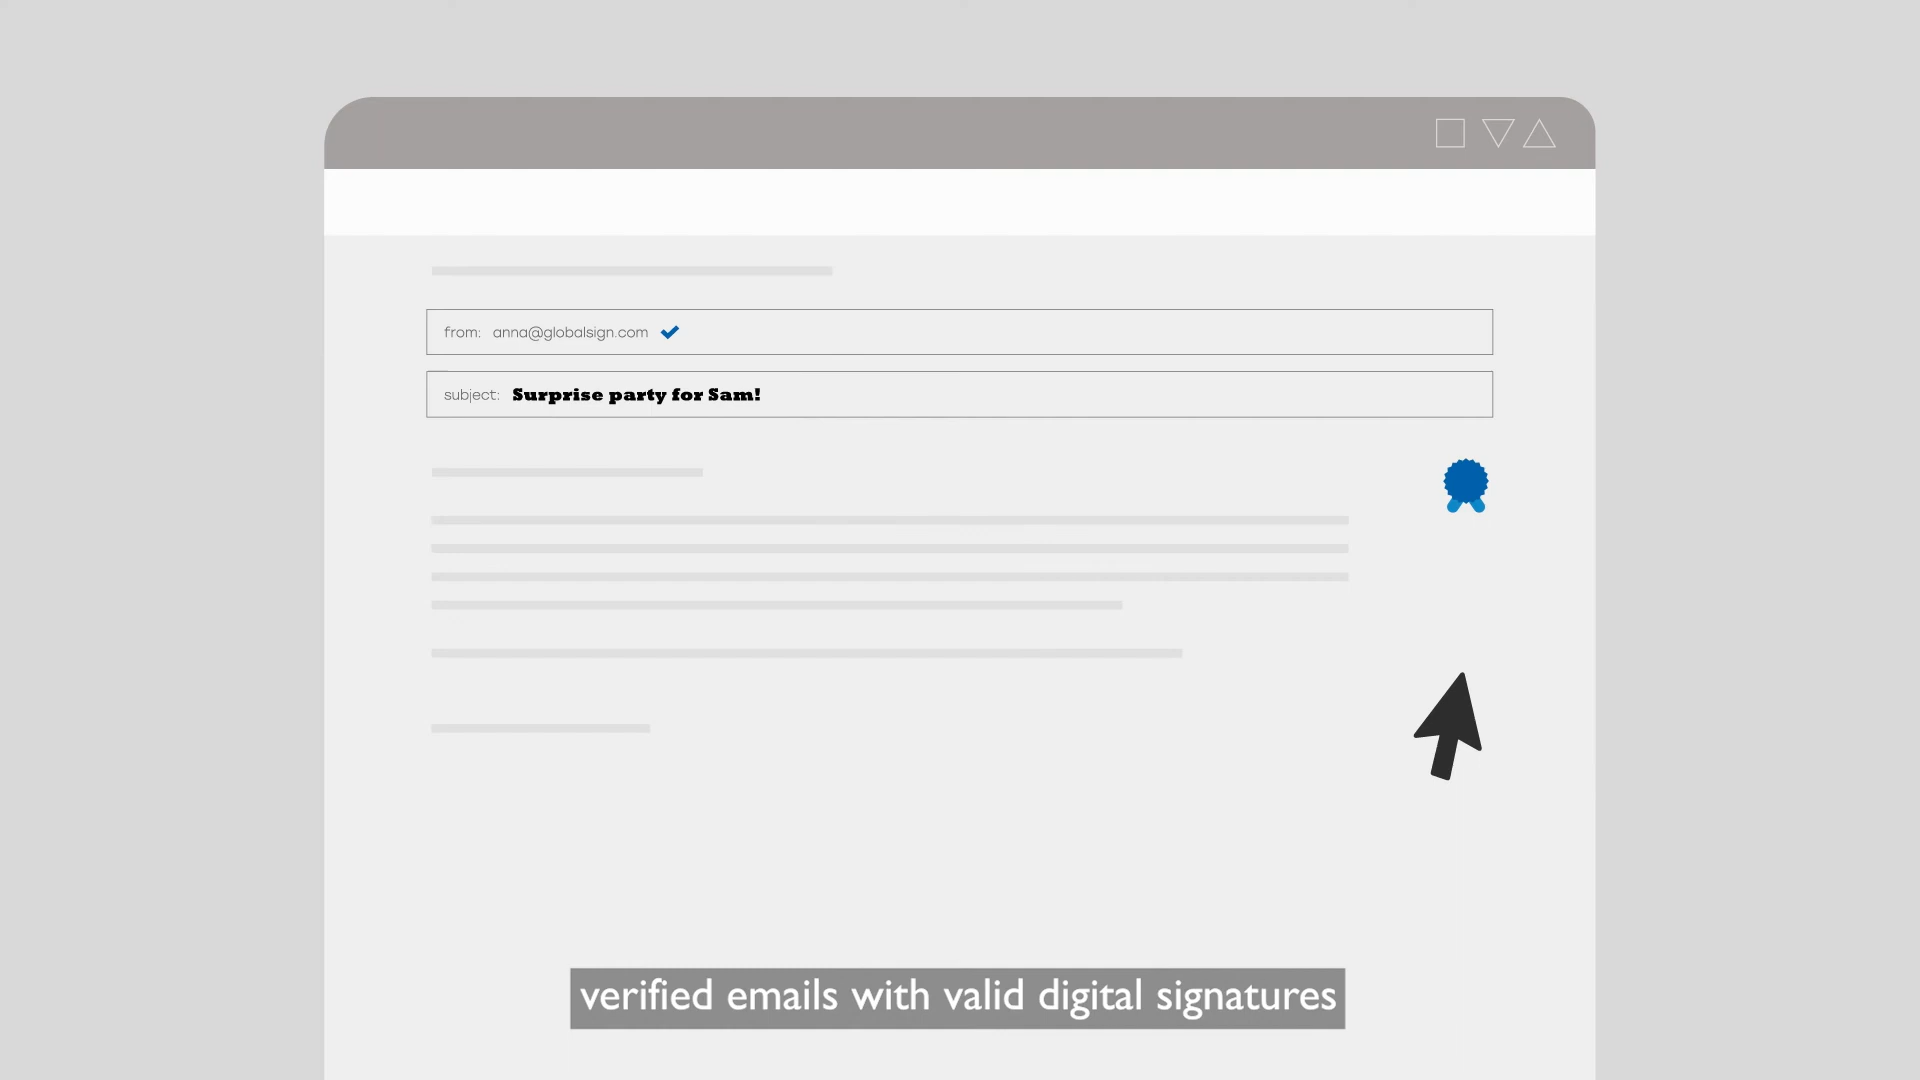 from: anna@globalsign.com
subject: Surprise party for Sam!
verified emails with valid digital signatures